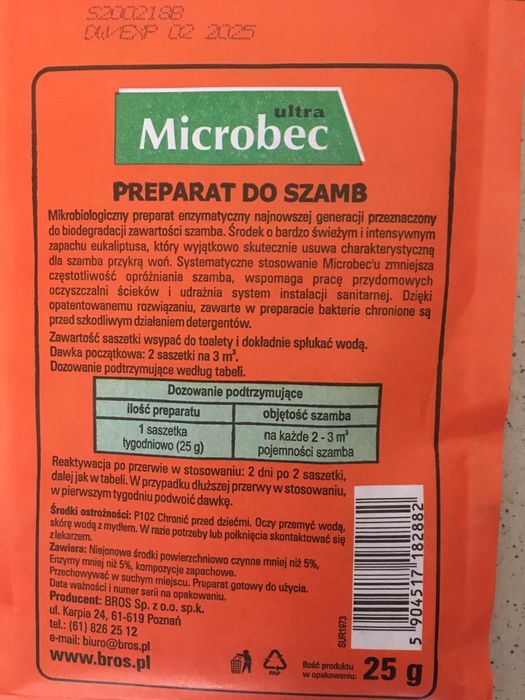 S200218B
DW/EXP 02 2025
ultra
Microbec
PREPARAT DO SZAMB
Mikrobiologiczny preparat enzymatyczny najnowszej generacji przeznaczony
do biodegradacji zawartości szamba. Środek o bardzo świeżym i intensywnym
zapachu eukaliptusa, który wyjątkowo skutecznie usuwa charakterystyczną
dla szamba przykrą woń. Systematyczne stosowanie Microbec'u zmniejsza
częstotliwość opróżniania szamba, wspomaga pracę przydomowych
oczyszczalni ścieków i udrażnia system instalacji sanitarnej. Dzięki
opatentowanemu rozwiązaniu, zawarte w preparacie bakterie chronione są
przed szkodliwym działaniem detergentów.
Zawartość saszetki wsypać do toalety i dokładnie spłukać wodą.
Dawka początkowa: 2 saszetki na 3 m³.
Dozowanie podtrzymujące według tabeli.
Dozowanie podtrzymujące
ilość preparatu
objętość szamba
1 saszetka
tygodniowo (25 g)
na każde 2 - 3 m³
pojemności szamba
Reaktywacja po przerwie w stosowaniu: 2 dni po 2 saszetki,
dalej jak w tabeli. W przypadku dłuższej przerwy w stosowaniu,
w pierwszym tygodniu podwoić dawkę.
Środki ostrożności: P102 Chronić przed dziećmi. Oczy przemyć wodą,
skórę wodą z mydłem. W razie potrzeby lub połknięcia skontaktować się
z lekarzem.
Zawiera: Niejonowe środki powierzchniowo czynne mniej niż 5%,
Enzymy mniej niż 5%, kompozycje zapachowe.
Przechowywać w suchym miejscu. Preparat gotowy do użycia.
Data ważności i numer serii na opakowaniu.
Producent: BROS Sp. z o.o. sp.k.
ul. Karpia 24, 61-619 Poznań
tel.: (61) 826 25 12
e-mail: biuro@bros.pl
www.bros.pl
PAP
SUR1973
5 904517 182882
Ilość produktu
w opakowaniu:
25 g